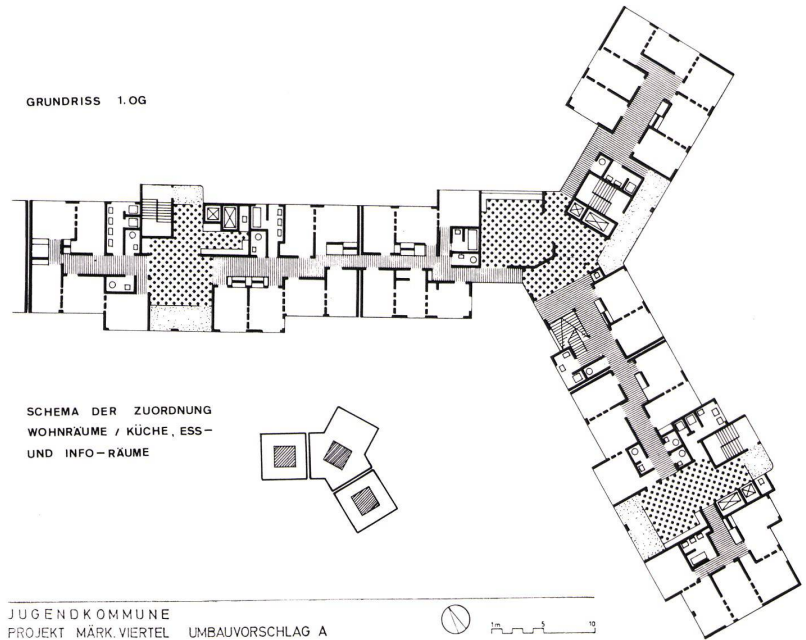 GRUNDRISS 1. OG
SCHEMA DER ZUORDNUNG
WOHNRÄUME / KÜCHE, ESS-
UND INFO-RÄUME
JUGENDKOMMUNE
PROJEKT MÄRK. VIERTEL UMBAUVORSCHLAG A
1m 5 10